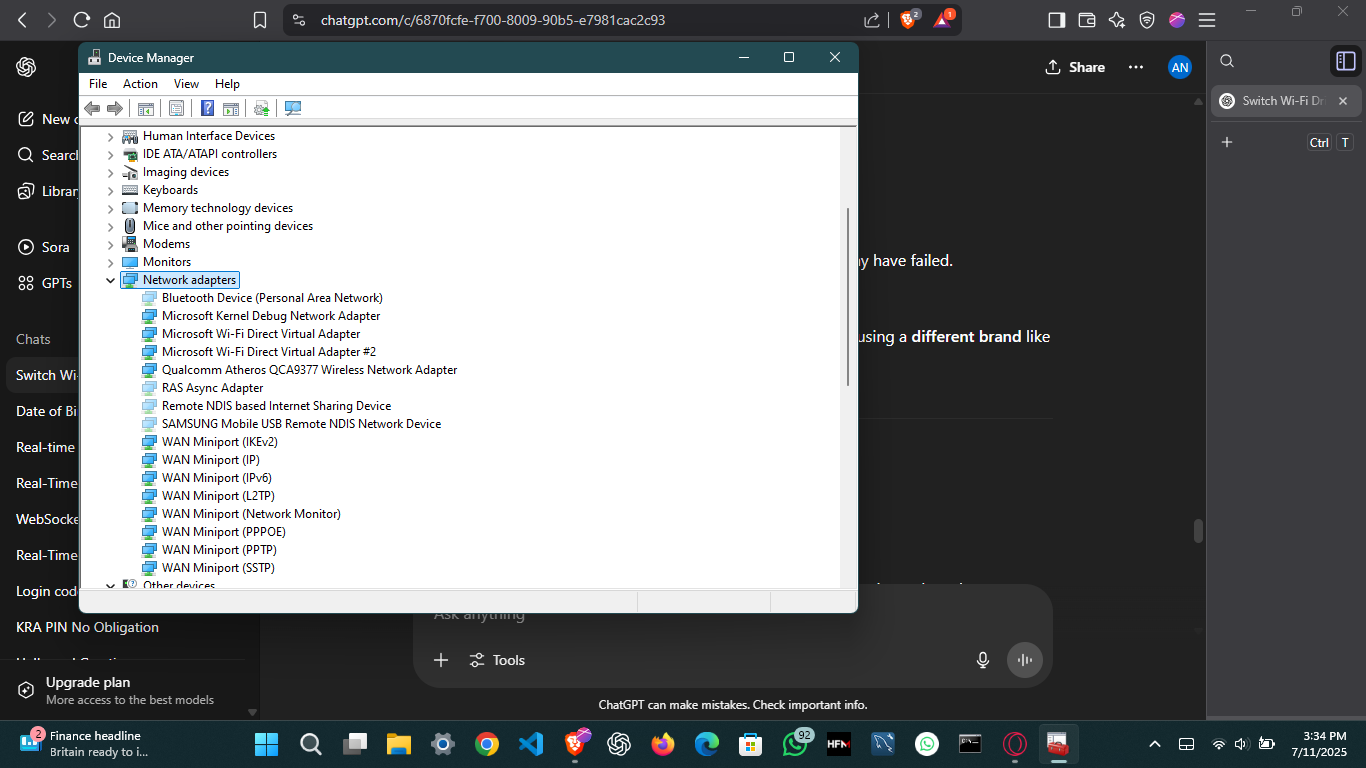 chatgpt.com/c/6870fcfe-f700-8009-90b5-e7981cac2c93
2
1
Device Manager
File Action View Help
Human Interface Devices
IDE ATA/ATAPI controllers
Imaging devices
Keyboards
Memory technology devices
Mice and other pointing devices
Modems
Monitors
Network adapters
Bluetooth Device (Personal Area Network)
Microsoft Kernel Debug Network Adapter
Microsoft Wi-Fi Direct Virtual Adapter
Microsoft Wi-Fi Direct Virtual Adapter #2
Qualcomm Atheros QCA9377 Wireless Network Adapter
RAS Async Adapter
Remote NDIS based Internet Sharing Device
SAMSUNG Mobile USB Remote NDIS Network Device
WAN Miniport (IKEv2)
WAN Miniport (IP)
WAN Miniport (IPv6)
WAN Miniport (L2TP)
WAN Miniport (Network Monitor)
WAN Miniport (PPPOE)
WAN Miniport (PPTP)
WAN Miniport (SSTP)
Other devices
New c
Search
Librar
Sora
GPTs
Chats
Switch Wi-
Date of Bi
Real-time
Real-Time
WebSocke
Real-Time
Login cod
KRA PIN No Obligation
Upgrade plan
More access to the best models
Share
AN
y have failed.
using a different brand like
Ask anything
Tools
ChatGPT can make mistakes. Check important info.
Switch Wi-Fi Dr
Ctrl T
2
Finance headline
Britain ready to i...
92
HFM
3:34 PM
7/11/2025